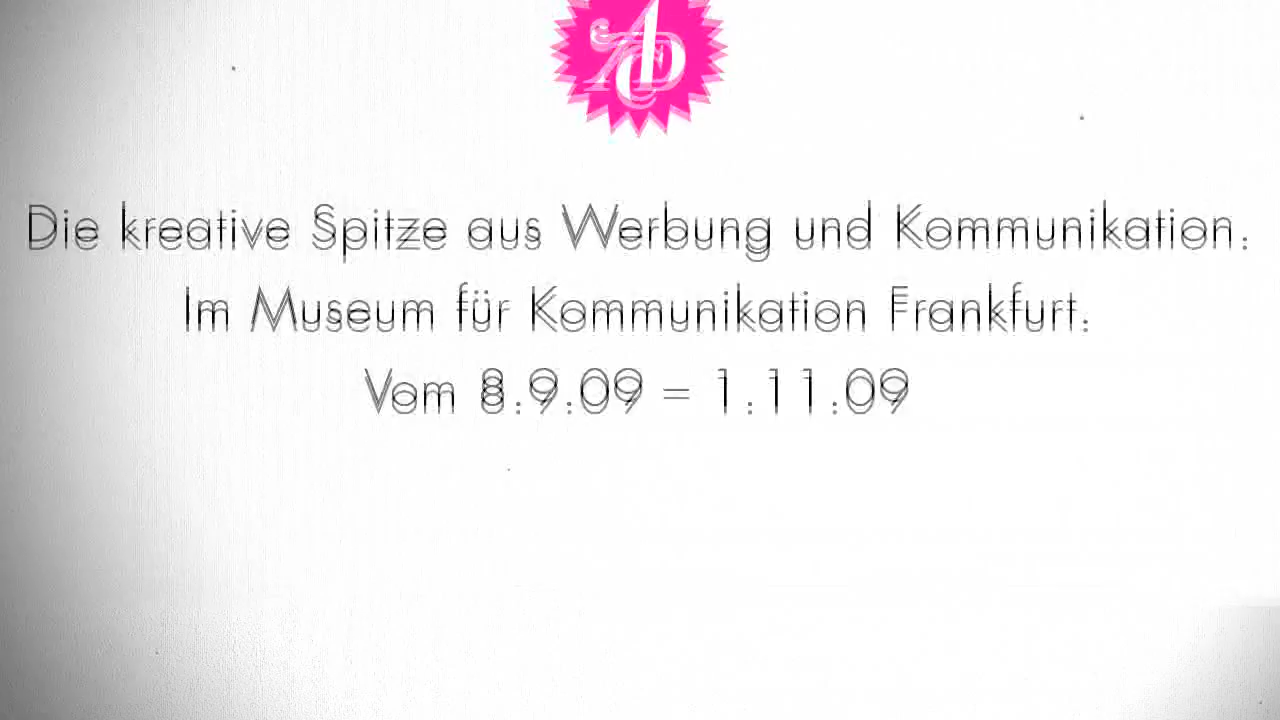 ADC
Die kreative Spitze aus Werbung und Kommunikation.
Im Museum für Kommunikation Frankfurt.
Vom 8.9.09 – 1.11.09